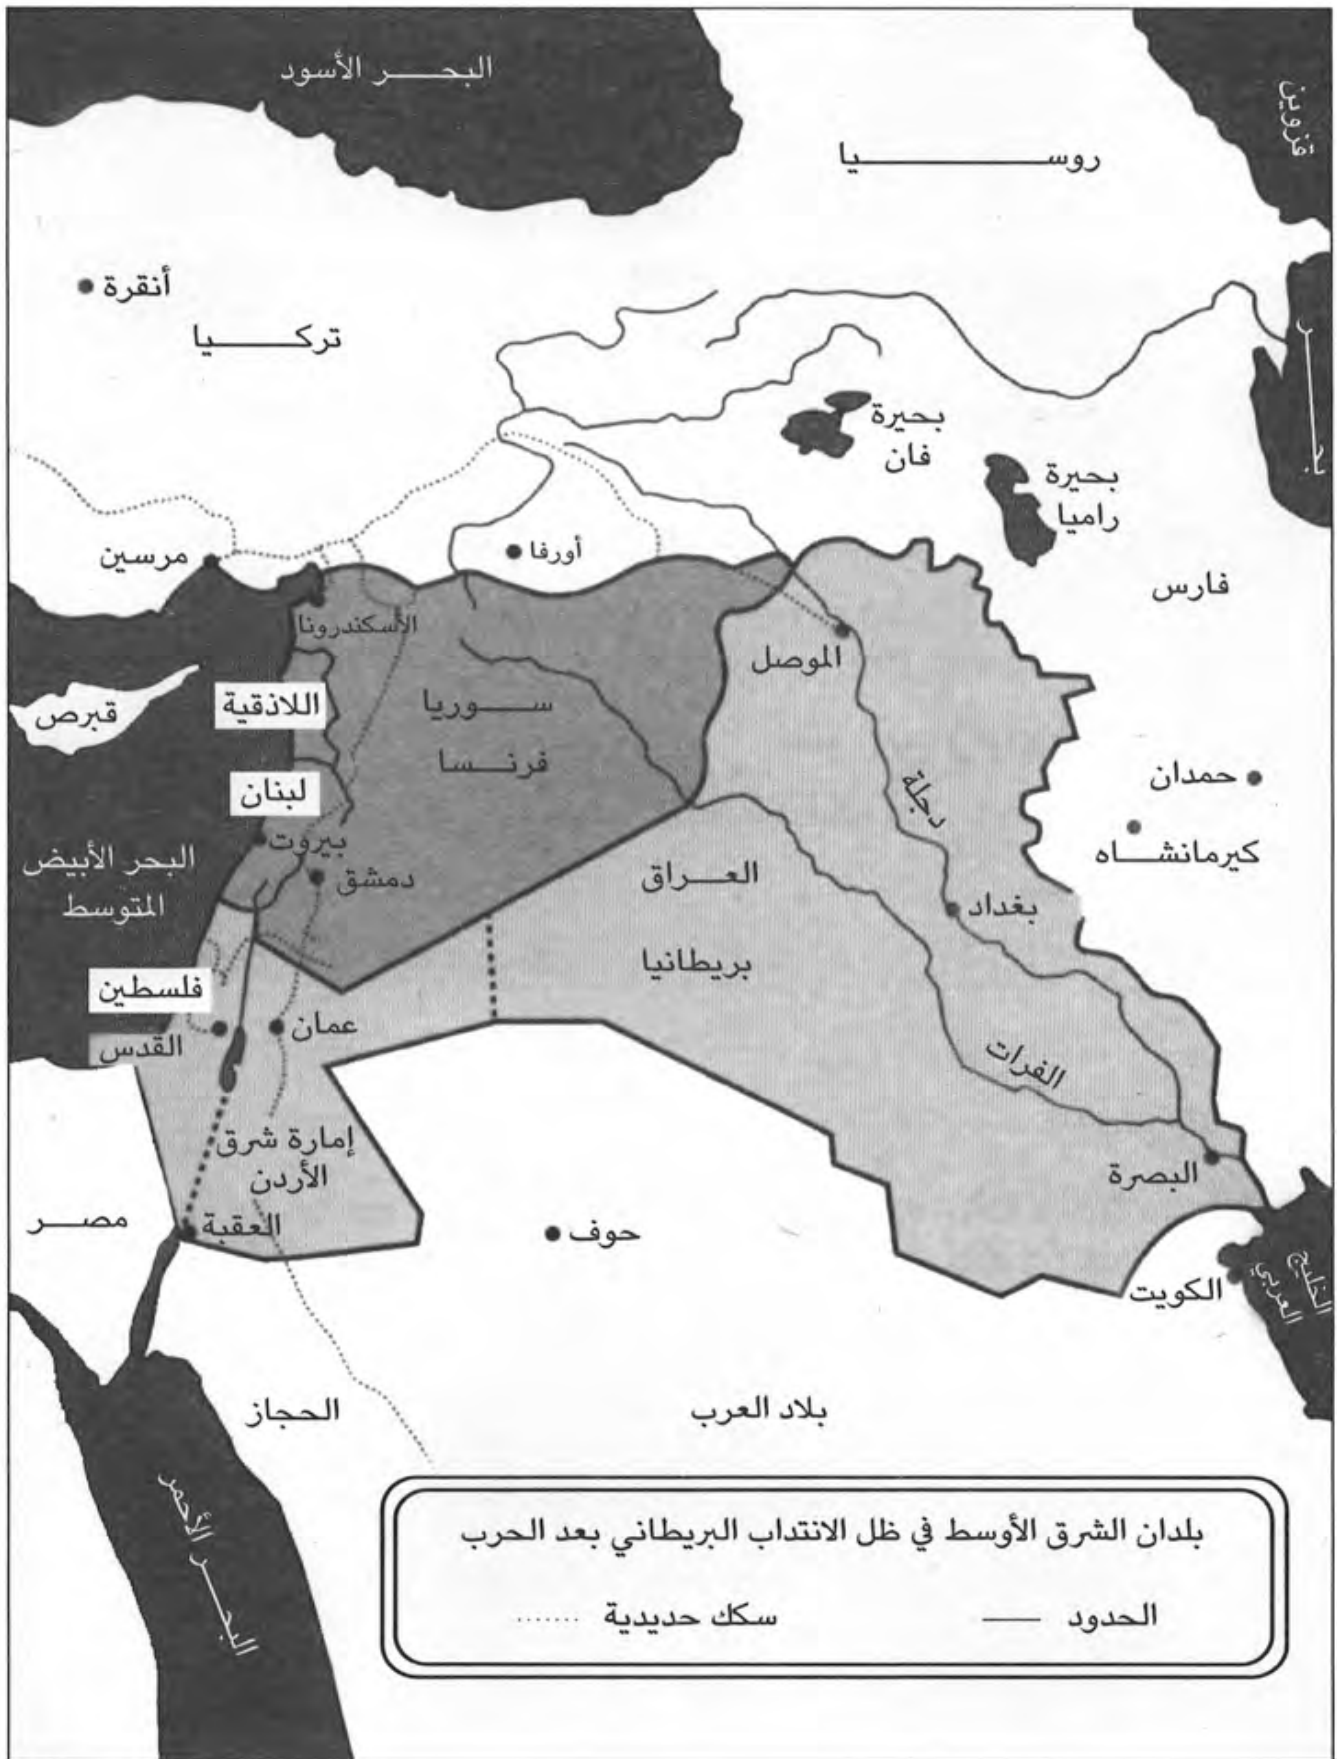 البحـــر الأسود
قزوين
روســـــــيا
أنقرة
تركـــــيا
بحـــــر
بحيرة
فان
بحيرة
راميا
أورفا
مرسين
فارس
الأسكندرونا
الموصل
اللاذقية
قبرص
ســـوريا
فرنـــسا
لبنان
حمدان
دجلة
بيروت
كيرمانشـــاه
البحر الأبيض
المتوسط
دمشق
العـــراق
بغداد
بريطانيا
فلسطين
عمان
القدس
الفرات
إمارة شرق
الأردن
البصرة
مصـــر
العقبة
حوف
الكويت
الخليج
العربي
الحجاز
بلاد العرب
البحـــر الأحمر
بلدان الشرق الأوسط في ظل الانتداب البريطاني بعد الحرب
الحدود
سكك حديدية